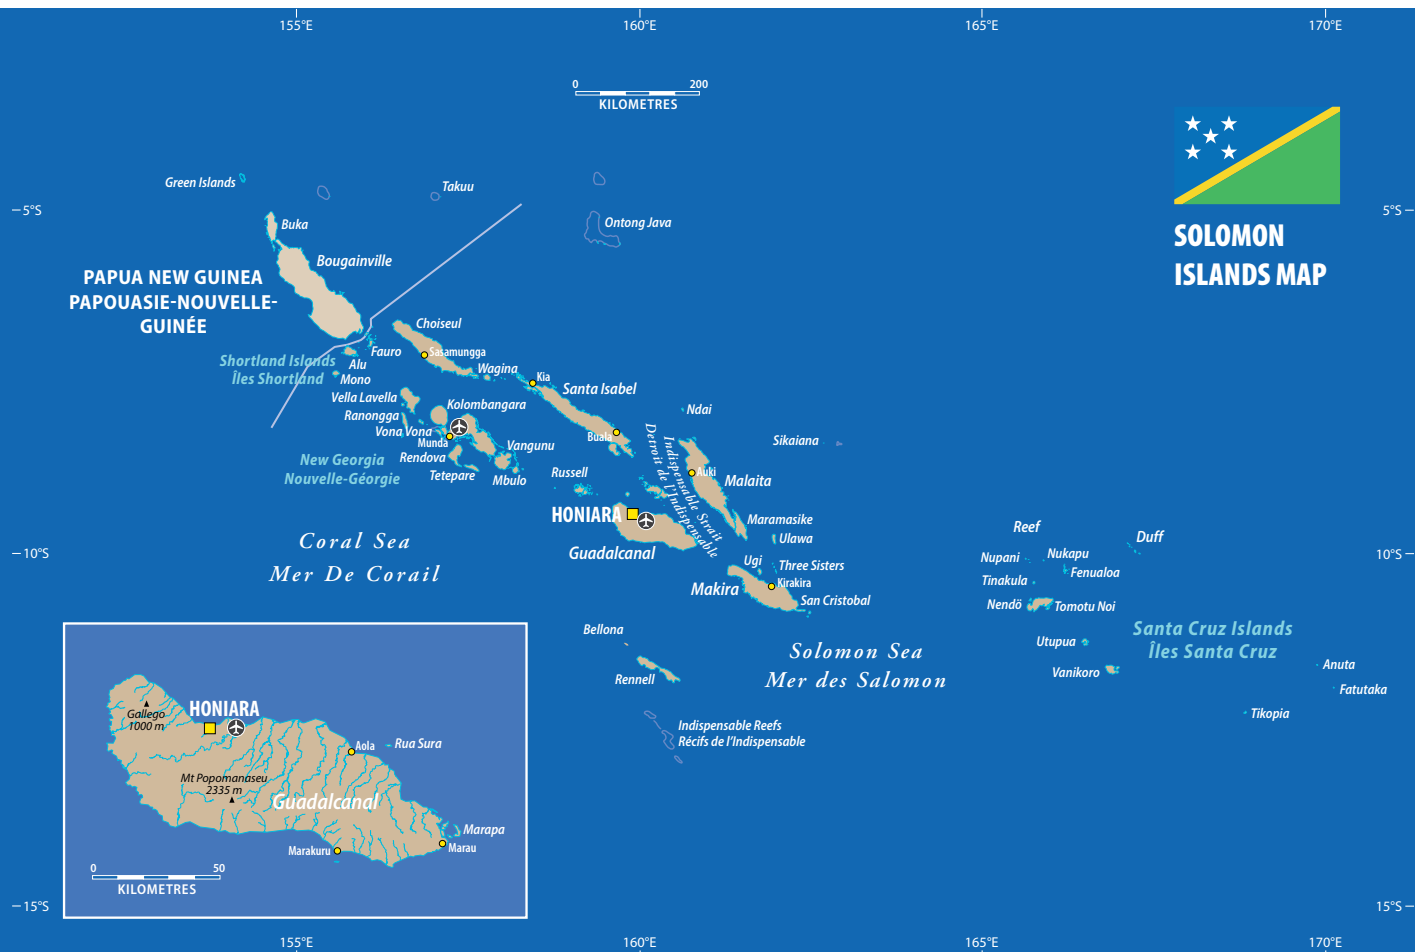 155°E
160°E
165°E
170°E
0 200
KILOMETRES
SOLOMON
ISLANDS MAP
5°S
5°S
10°S
10°S
15°S
15°S
Green Islands
Takuu
Ontong Java
Buka
Bougainville
PAPUA NEW GUINEA
PAPOUASIE-NOUVELLE-
GUINÉE
Choiseul
Sasamungga
Fauro
Shortland Islands
Îles Shortland
Alu
Mono
Wagina
Kia
Santa Isabel
Vella Lavella
Kolombangara
Ranongga
Vona Vona
Munda
Buala
Ndai
Sikaiana
Rendova
Vangunu
New Georgia
Nouvelle-Géorgie
Tetepare
Mbulo
Russell
Indispensable Strait
Detroit de l'Indispensable
Auki
Malaita
HONIARA
Guadalcanal
Maramasike
Ulawa
Coral Sea
Mer De Corail
Ugi
Three Sisters
Makira
Kirakira
San Cristobal
Reef
Duff
Nupani
Nukapu
Fenualoa
Tinakula
Nendö
Tomotu Noi
Santa Cruz Islands
Îles Santa Cruz
Utupua
Vanikoro
Anuta
Fatutaka
Tikopia
Bellona
Rennell
Solomon Sea
Mer des Salomon
Indispensable Reefs
Récifs de l'Indispensable
Gallego
1000 m
HONIARA
Aola
Rua Sura
Mt Popomanaseu
2335 m
Guadalcanal
Marapa
Marau
Marakuru
0 50
KILOMETRES
155°E
160°E
165°E
170°E